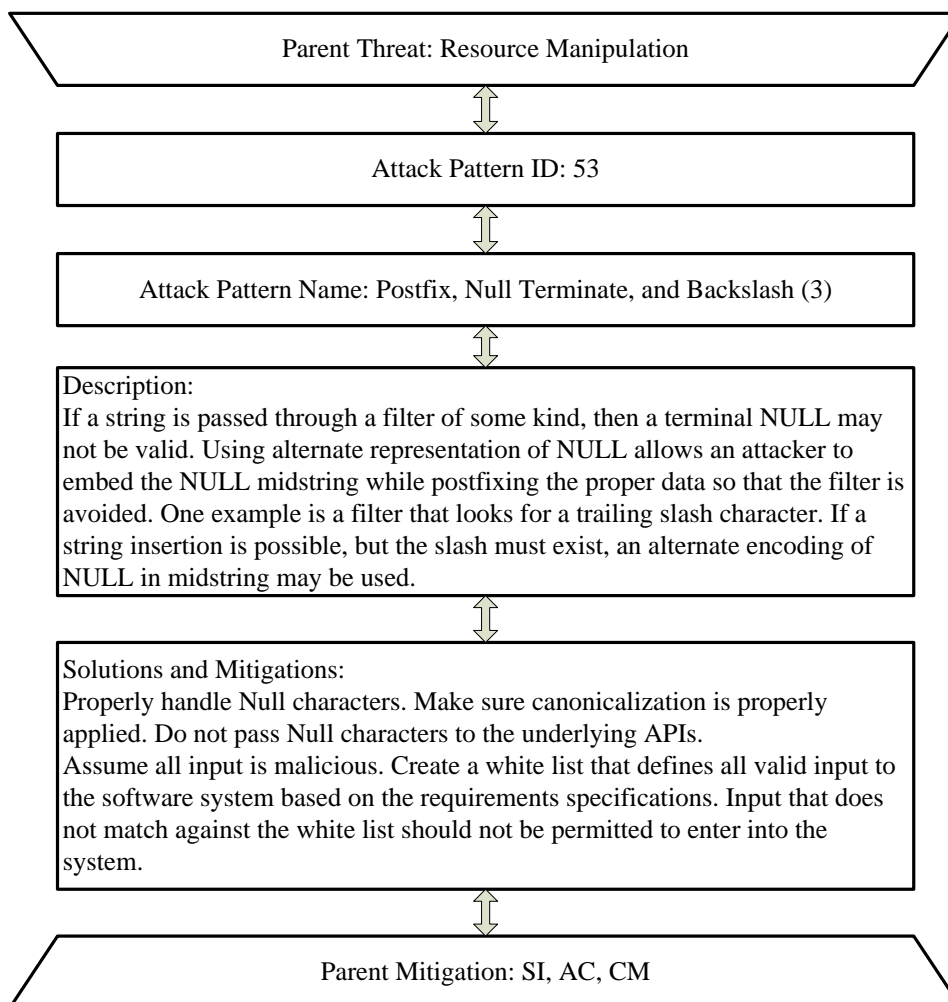 Parent Threat: Resource Manipulation
Attack Pattern ID: 53
Attack Pattern Name: Postfix, Null Terminate, and Backslash (3)
Description:
If a string is passed through a filter of some kind, then a terminal NULL may
not be valid. Using alternate representation of NULL allows an attacker to
embed the NULL midstring while postfixing the proper data so that the filter is
avoided. One example is a filter that looks for a trailing slash character. If a
string insertion is possible, but the slash must exist, an alternate encoding of
NULL in midstring may be used.
Solutions and Mitigations:
Properly handle Null characters. Make sure canonicalization is properly
applied. Do not pass Null characters to the underlying APIs.
Assume all input is malicious. Create a white list that defines all valid input to
the software system based on the requirements specifications. Input that does
not match against the white list should not be permitted to enter into the
system.
Parent Mitigation: SI, AC, CM